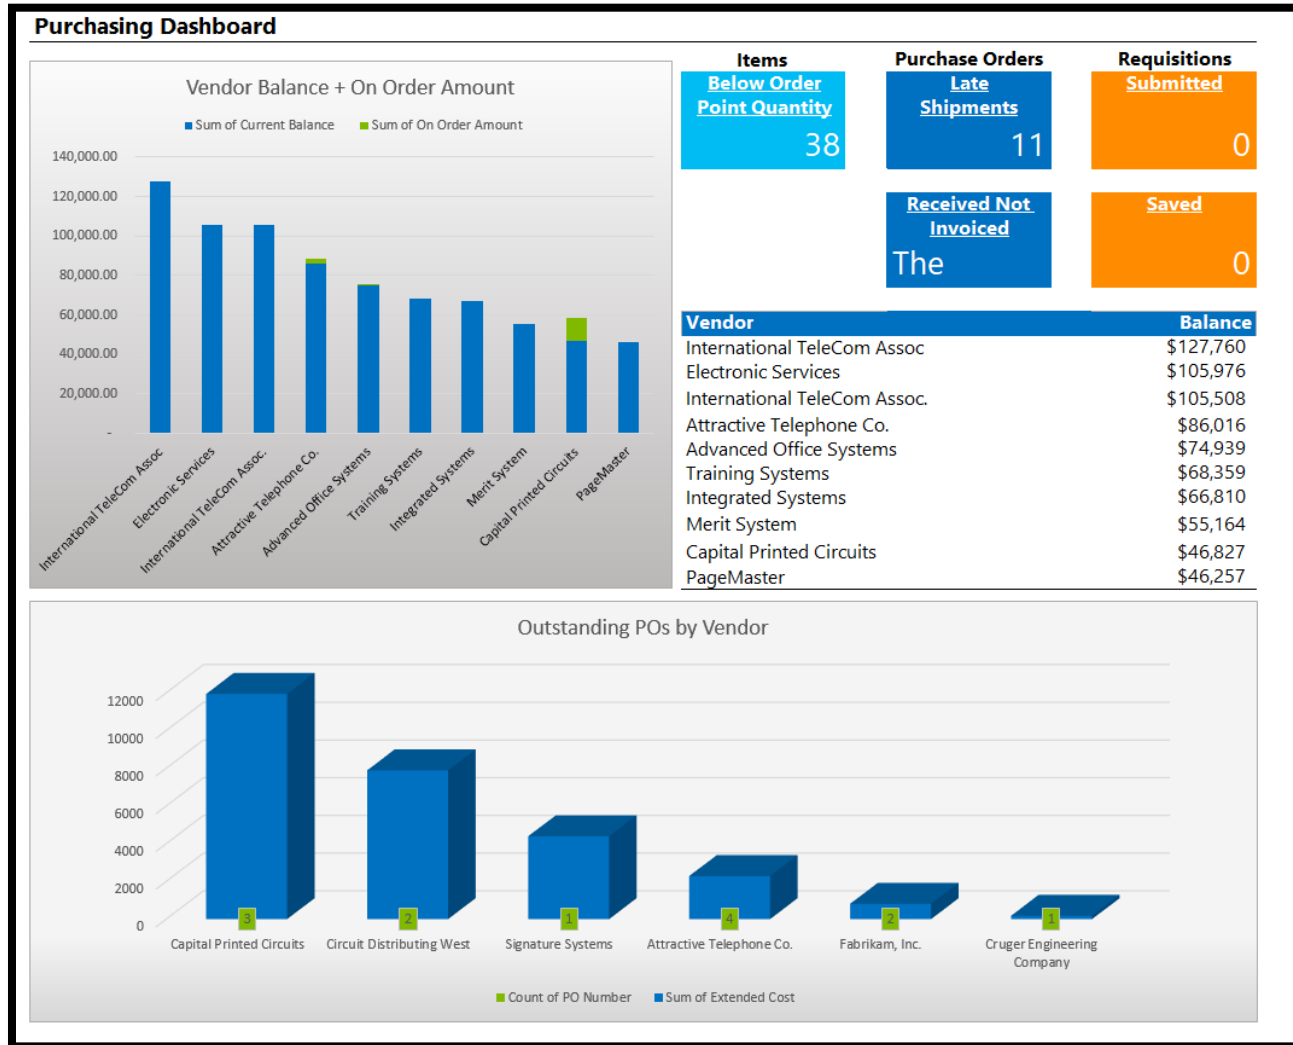 Purchasing Dashboard
Vendor Balance + On Order Amount
Sum of Current Balance Sum of On Order Amount
140,000.00
120,000.00
100,000.00
80,000.00
60,000.00
40,000.00
20,000.00
-
International TeleCom Assoc
Electronic Services
International TeleCom Assoc.
Attractive Telephone Co.
Advanced Office Systems
Training Systems
Integrated Systems
Merit System
Capital Printed Circuits
PageMaster
Items Purchase Orders Requisitions
Below Order
Point Quantity
38
Late
Shipments
11
Submitted
0
Received Not
Invoiced
The
Saved
0
Vendor Balance
International TeleCom Assoc $127,760
Electronic Services $105,976
International TeleCom Assoc. $105,508
Attractive Telephone Co. $86,016
Advanced Office Systems $74,939
Training Systems $68,359
Integrated Systems $66,810
Merit System $55,164
Capital Printed Circuits $46,827
PageMaster $46,257
Outstanding POs by Vendor
12000
10000
8000
6000
4000
2000
0
3 2 1 4 2 1
Capital Printed Circuits Circuit Distributing West Signature Systems Attractive Telephone Co. Fabrikam, Inc. Cruger Engineering
Company
Count of PO Number Sum of Extended Cost